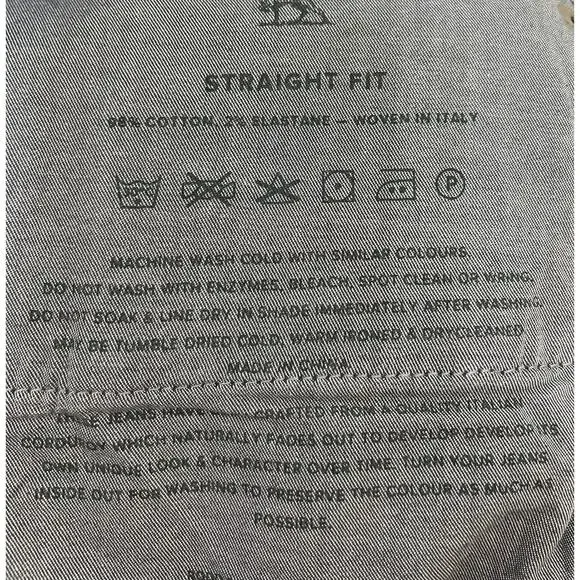 STRAIGHT FIT
98% COTTON, 2% ELASTANE – WOVEN IN ITALY
30°C P
MACHINE WASH COLD WITH SIMILAR COLOURS.
DO NOT WASH WITH ENZYMES, BLEACH, SPOT CLEAN OR WRING.
DO NOT SOAK & LINE DRY IN SHADE IMMEDIATELY AFTER WASHING.
MAY BE TUMBLE DRIED COLD, WARM IRONED & DRYCLEANED
MADE IN CHINA
THESE JEANS HAVE CRAFTED FROM A QUALITY ITALIAN
CORDUROY WHICH NATURALLY FADES OUT TO DEVELOP DEVELOP ITS
OWN UNIQUE LOOK & CHARACTER OVER TIME. TURN YOUR JEANS
INSIDE OUT FOR WASHING TO PRESERVE THE COLOUR AS MUCH AS
POSSIBLE.